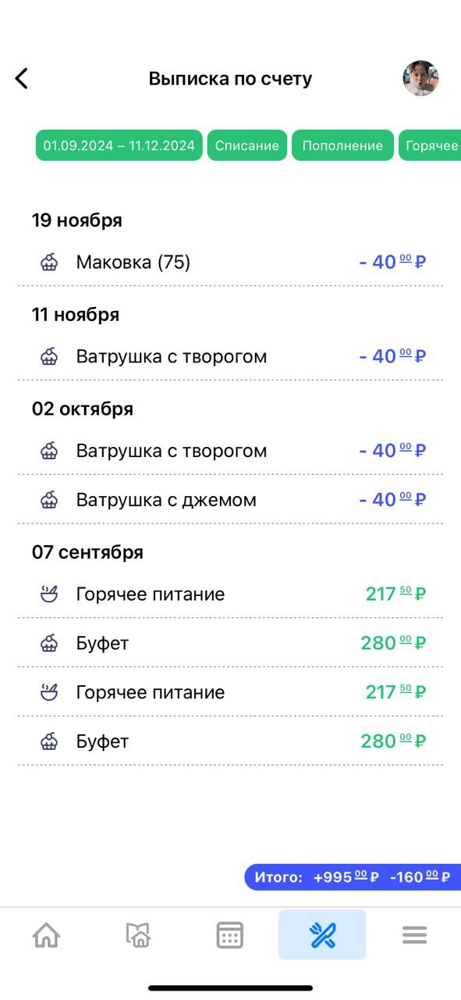 Выписка по счету
01.09.2024 – 11.12.2024 Списание Пополнение Горячее
19 ноября
Маковка (75) - 40 00 ₽
11 ноября
Ватрушка с творогом - 40 00 ₽
02 октября
Ватрушка с творогом - 40 00 ₽
Ватрушка с джемом - 40 00 ₽
07 сентября
Горячее питание 217 50 ₽
Буфет 280 00 ₽
Горячее питание 217 50 ₽
Буфет 280 00 ₽
Итого: +995 00 ₽ -160 00 ₽